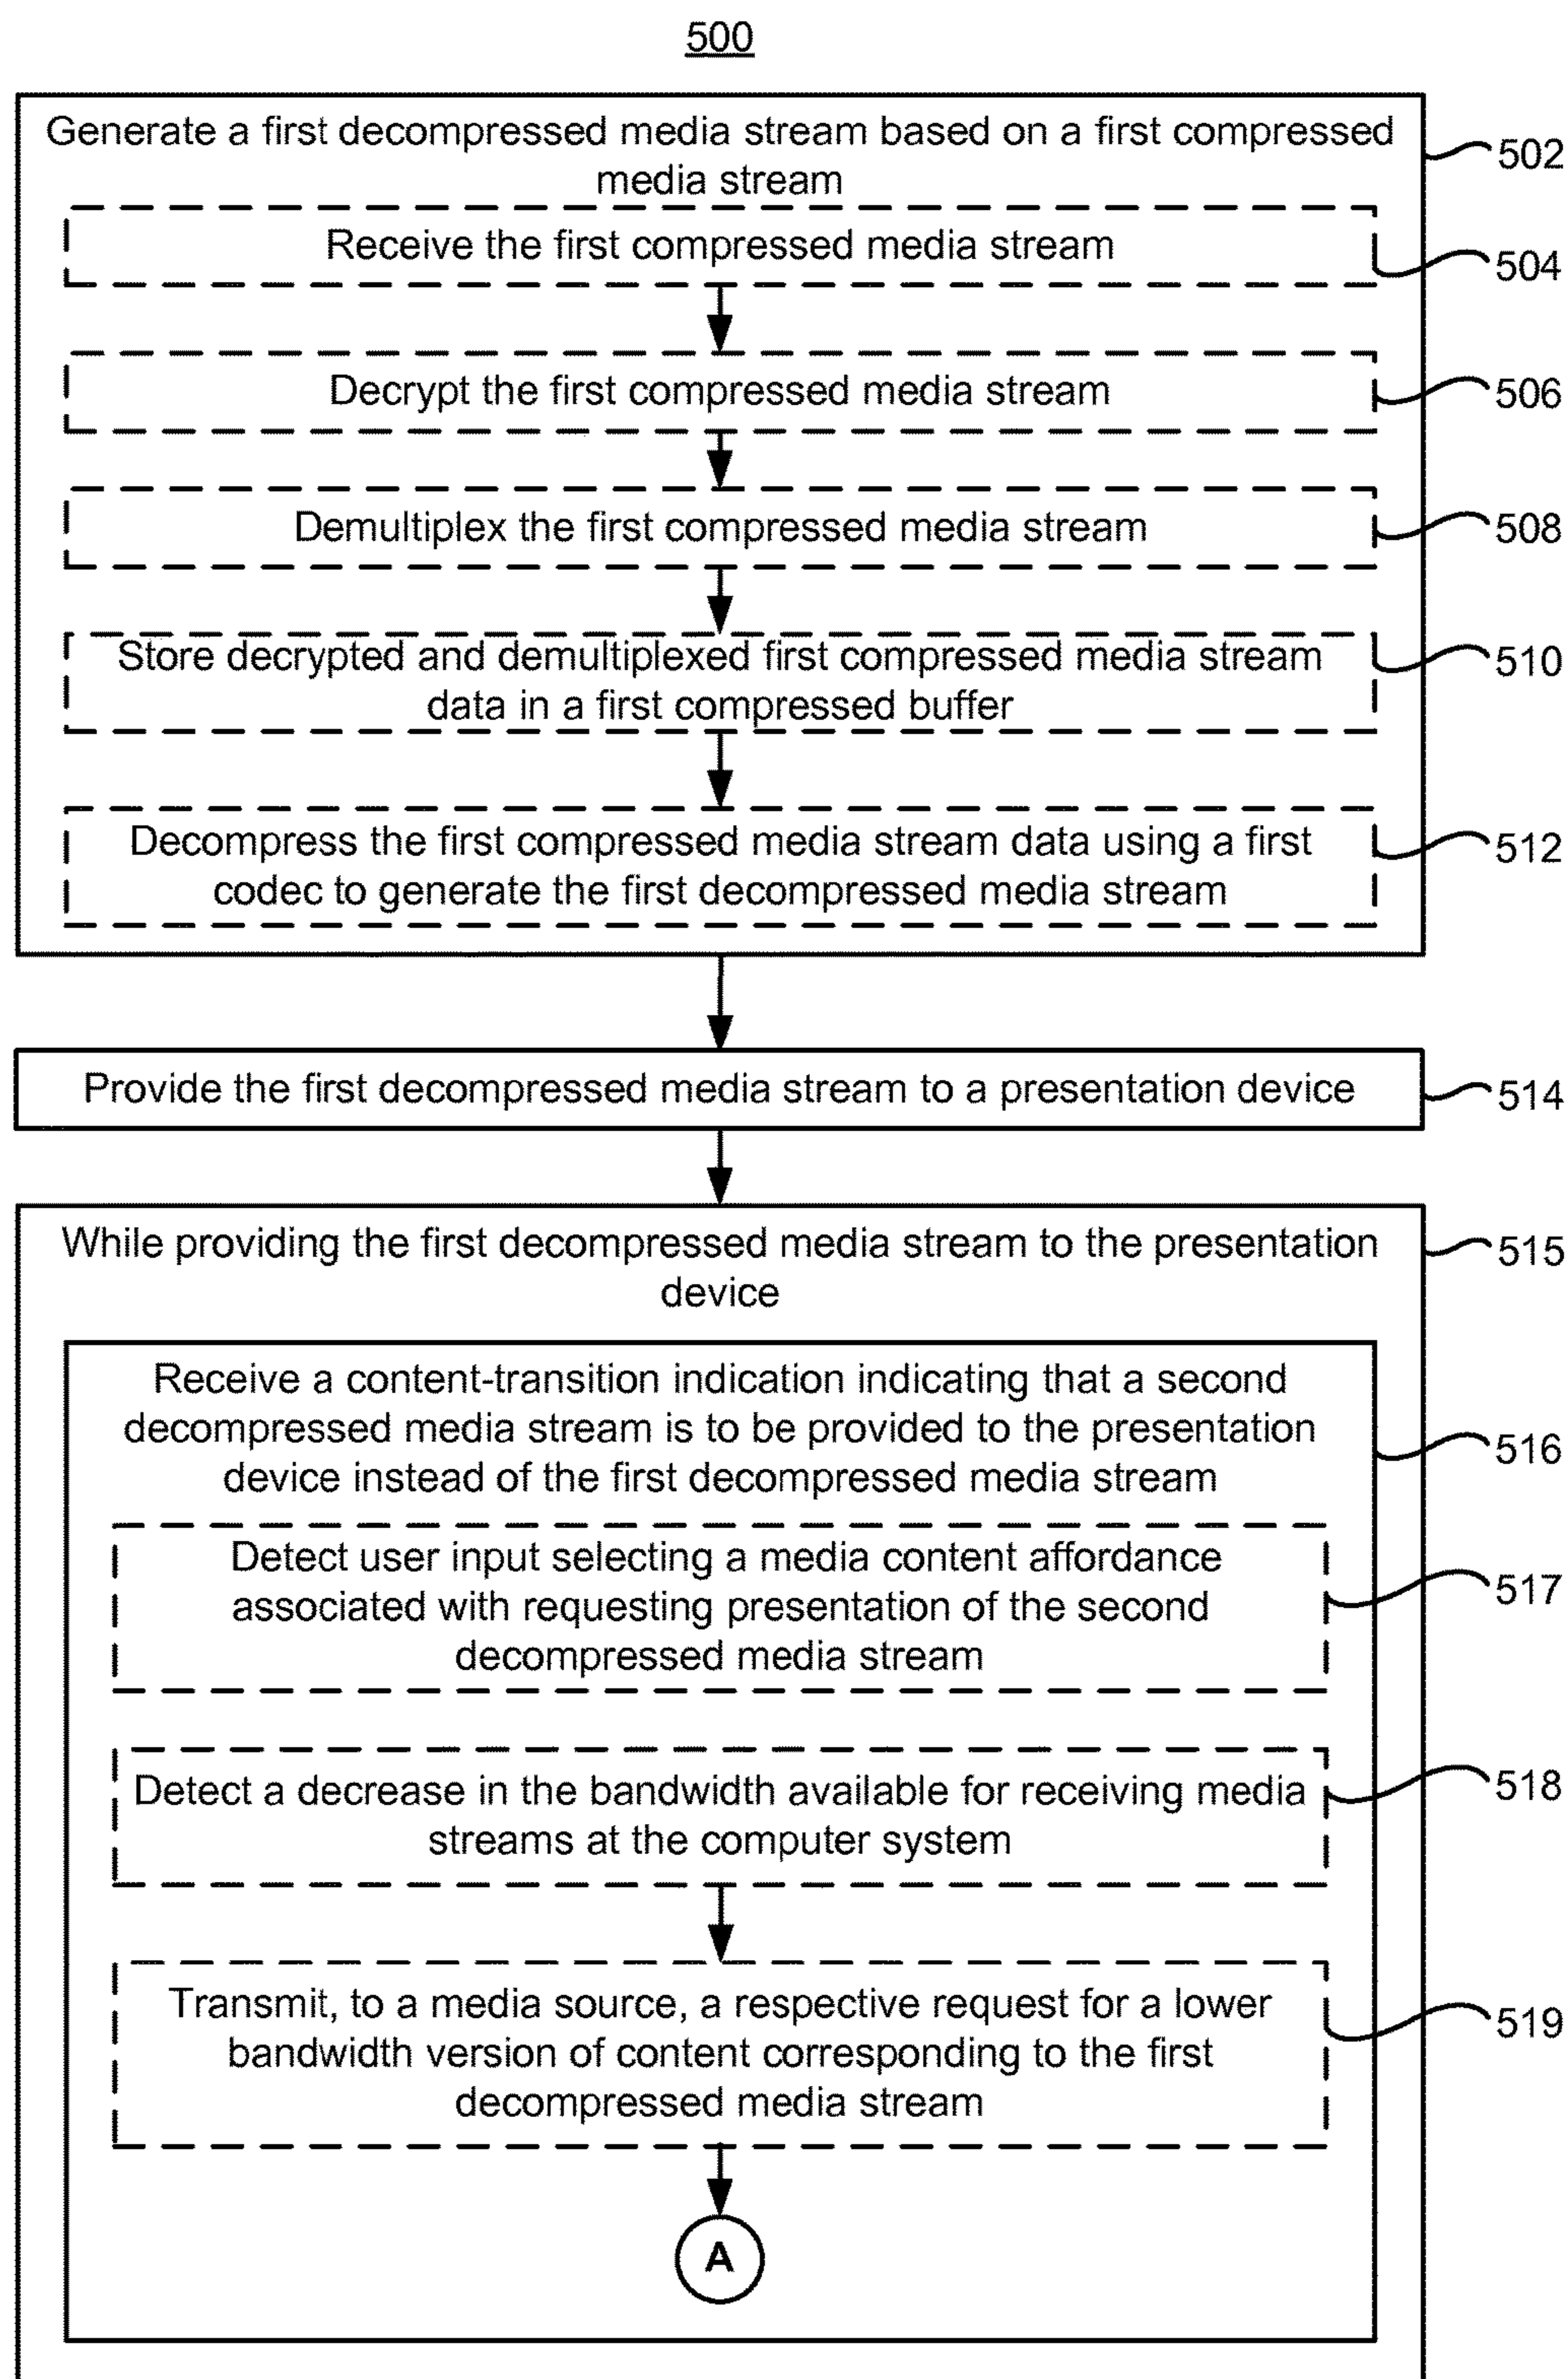 500
Generate a first decompressed media stream based on a first compressed
media stream
502
Receive the first compressed media stream
504
Decrypt the first compressed media stream
506
Demultiplex the first compressed media stream
508
Store decrypted and demultiplexed first compressed media stream
data in a first compressed buffer
510
Decompress the first compressed media stream data using a first
codec to generate the first decompressed media stream
512
Provide the first decompressed media stream to a presentation device
514
While providing the first decompressed media stream to the presentation
device
515
Receive a content-transition indication indicating that a second
decompressed media stream is to be provided to the presentation
device instead of the first decompressed media stream
516
Detect user input selecting a media content affordance
associated with requesting presentation of the second
decompressed media stream
517
Detect a decrease in the bandwidth available for receiving media
streams at the computer system
518
Transmit, to a media source, a respective request for a lower
bandwidth version of content corresponding to the first
decompressed media stream
519
A